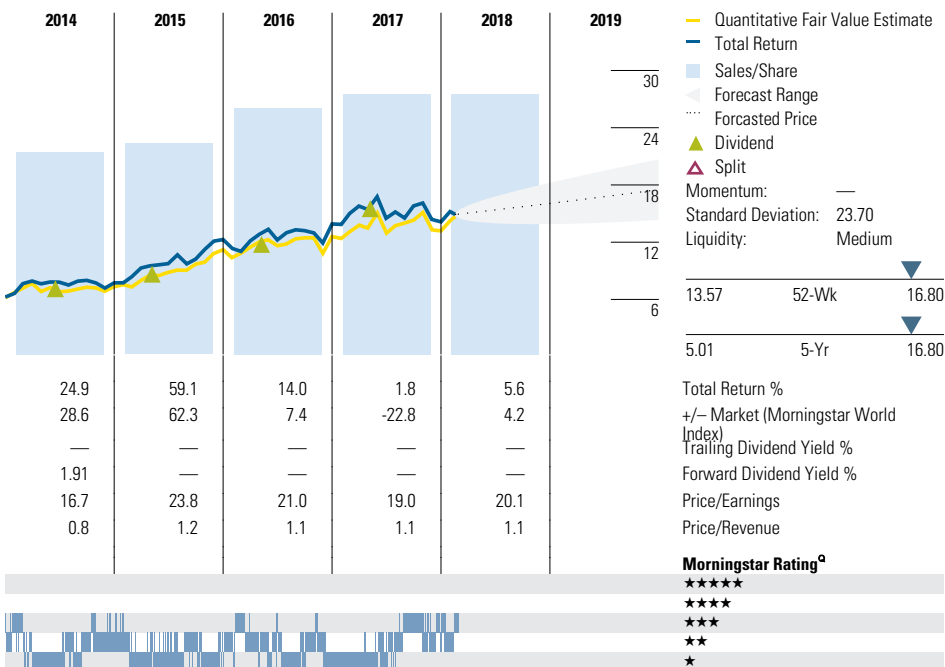 2014 2015 2016 2017 2018 2019
Quantitative Fair Value Estimate
Total Return
Sales/Share
Forecast Range
Forcasted Price
Dividend
Split
Momentum: —
Standard Deviation: 23.70
Liquidity: Medium
30
24
18
12
6
13.57 52-Wk 16.80
5.01 5-Yr 16.80
24.9 59.1 14.0 1.8 5.6 Total Return %
28.6 62.3 7.4 -22.8 4.2 +/– Market (Morningstar World
Index)
— — — — — Trailing Dividend Yield %
1.91 — — — — Forward Dividend Yield %
16.7 23.8 21.0 19.0 20.1 Price/Earnings
0.8 1.2 1.1 1.1 1.1 Price/Revenue
Morningstar RatingQ
★★★★★
★★★★
★★★
★★
★